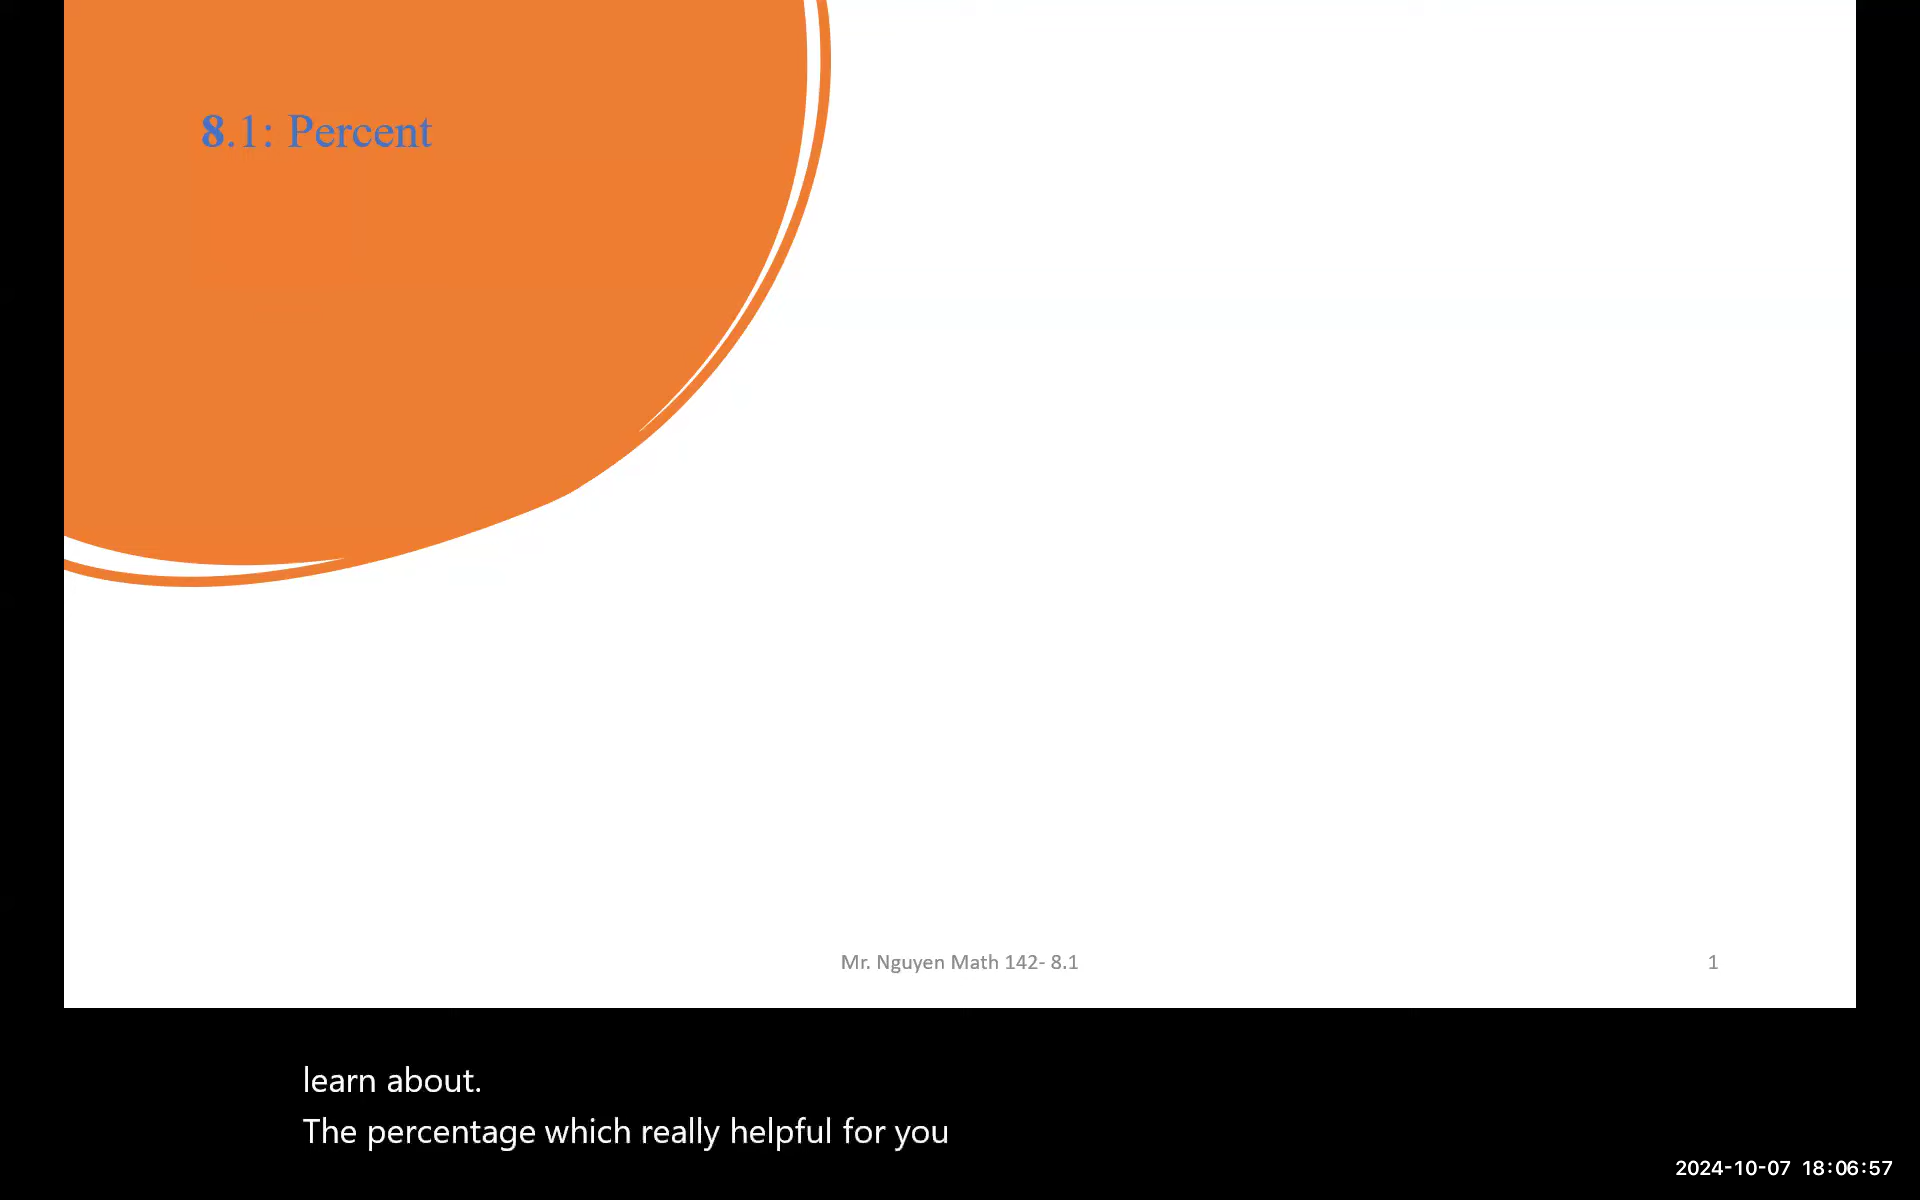 8.1: Percent
Mr. Nguyen Math 142- 8.1
1
learn about.
The percentage which really helpful for you
2024-10-07 18:06:57